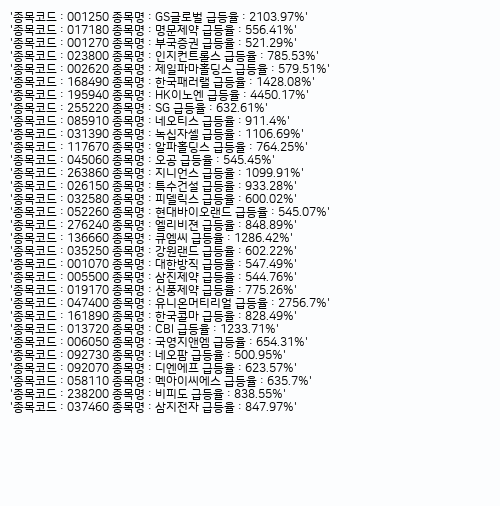 '종목코드 : 001250 종목명 : GS글로벌 급등율 : 2103.97%'
'종목코드 : 017180 종목명 : 명문제약 급등율 : 556.41%'
'종목코드 : 001270 종목명 : 부국증권 급등율 : 521.29%'
'종목코드 : 023800 종목명 : 인지컨트롤스 급등율 : 785.53%'
'종목코드 : 002620 종목명 : 제일파마홀딩스 급등율 : 579.51%'
'종목코드 : 168490 종목명 : 한국패러랠 급등율 : 1428.08%'
'종목코드 : 195940 종목명 : HK이노엔 급등율 : 4450.17%'
'종목코드 : 255220 종목명 : SG 급등율 : 632.61%'
'종목코드 : 085910 종목명 : 네오티스 급등율 : 911.4%'
'종목코드 : 031390 종목명 : 녹십자셀 급등율 : 1106.69%'
'종목코드 : 117670 종목명 : 알파홀딩스 급등율 : 764.25%'
'종목코드 : 045060 종목명 : 오공 급등율 : 545.45%'
'종목코드 : 263860 종목명 : 지니언스 급등율 : 1099.91%'
'종목코드 : 026150 종목명 : 특수건설 급등율 : 933.28%'
'종목코드 : 032580 종목명 : 피델릭스 급등율 : 600.02%'
'종목코드 : 052260 종목명 : 현대바이오랜드 급등율 : 545.07%'
'종목코드 : 276240 종목명 : 엘리비젼 급등율 : 848.89%'
'종목코드 : 136660 종목명 : 큐엠씨 급등율 : 1286.42%'
'종목코드 : 035250 종목명 : 강원랜드 급등율 : 602.22%'
'종목코드 : 001070 종목명 : 대한방직 급등율 : 547.49%'
'종목코드 : 005500 종목명 : 삼진제약 급등율 : 544.76%'
'종목코드 : 019170 종목명 : 신풍제약 급등율 : 775.26%'
'종목코드 : 047400 종목명 : 유니온머티리얼 급등율 : 2756.7%'
'종목코드 : 161890 종목명 : 한국콜마 급등율 : 828.49%'
'종목코드 : 013720 종목명 : CBI 급등율 : 1233.71%'
'종목코드 : 006050 종목명 : 국영지앤엠 급등율 : 654.31%'
'종목코드 : 092730 종목명 : 네오팜 급등율 : 500.95%'
'종목코드 : 092070 종목명 : 디엔에프 급등율 : 623.57%'
'종목코드 : 058110 종목명 : 멕아이씨에스 급등율 : 635.7%'
'종목코드 : 238200 종목명 : 비피도 급등율 : 838.55%'
'종목코드 : 037460 종목명 : 삼지전자 급등율 : 847.97%'